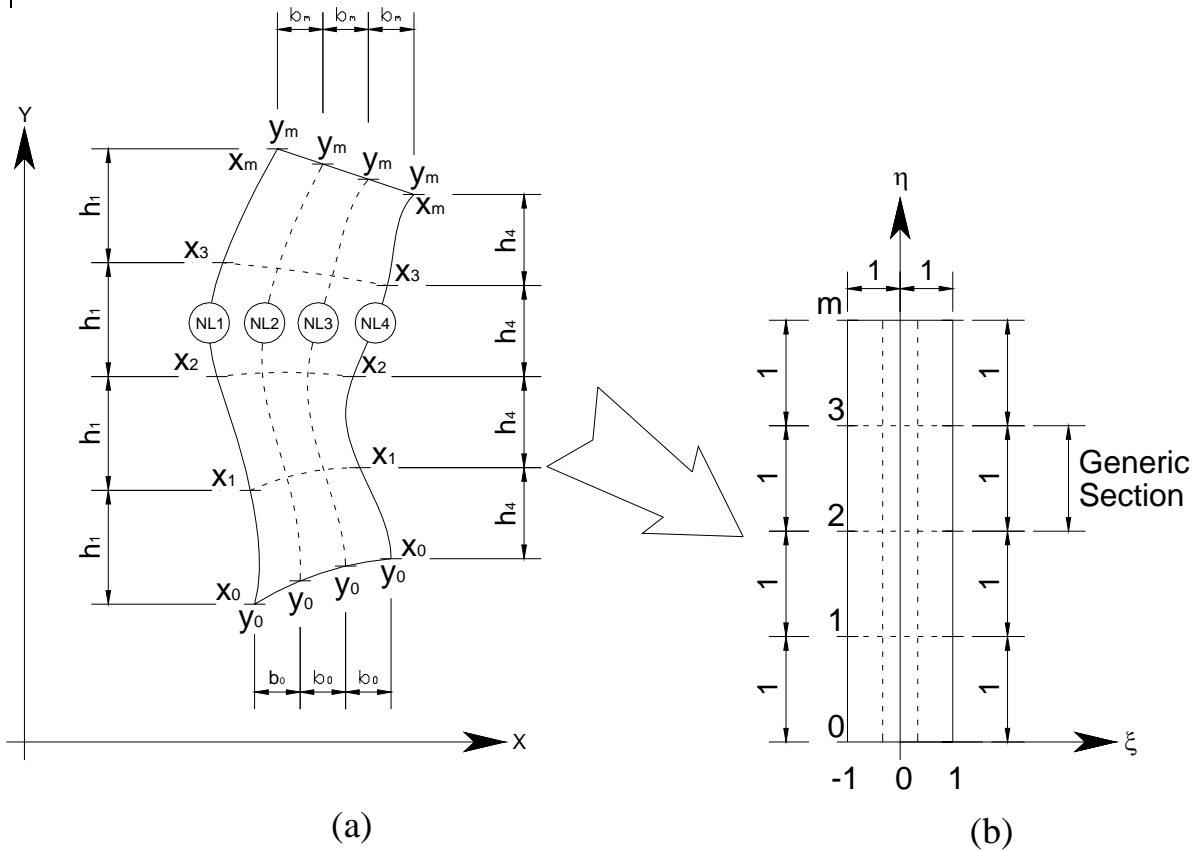 bₘ bₘ bₘ
Y
yₘ yₘ yₘ yₘ
xₘ xₘ
h₁ h₄
x₃ x₃
NL1 NL2 NL3 NL4
h₁ h₄
x₂ x₂
h₁ h₄
x₁ x₁
h₁ h₄
x₀ x₀
y₀ y₀ y₀ y₀
b₀ b₀ b₀
X
(a)
η
1 1
m
1 1
3
1 1
Generic
Section
2
1 1
1
1 1
0
ξ
-1 0 1
(b)